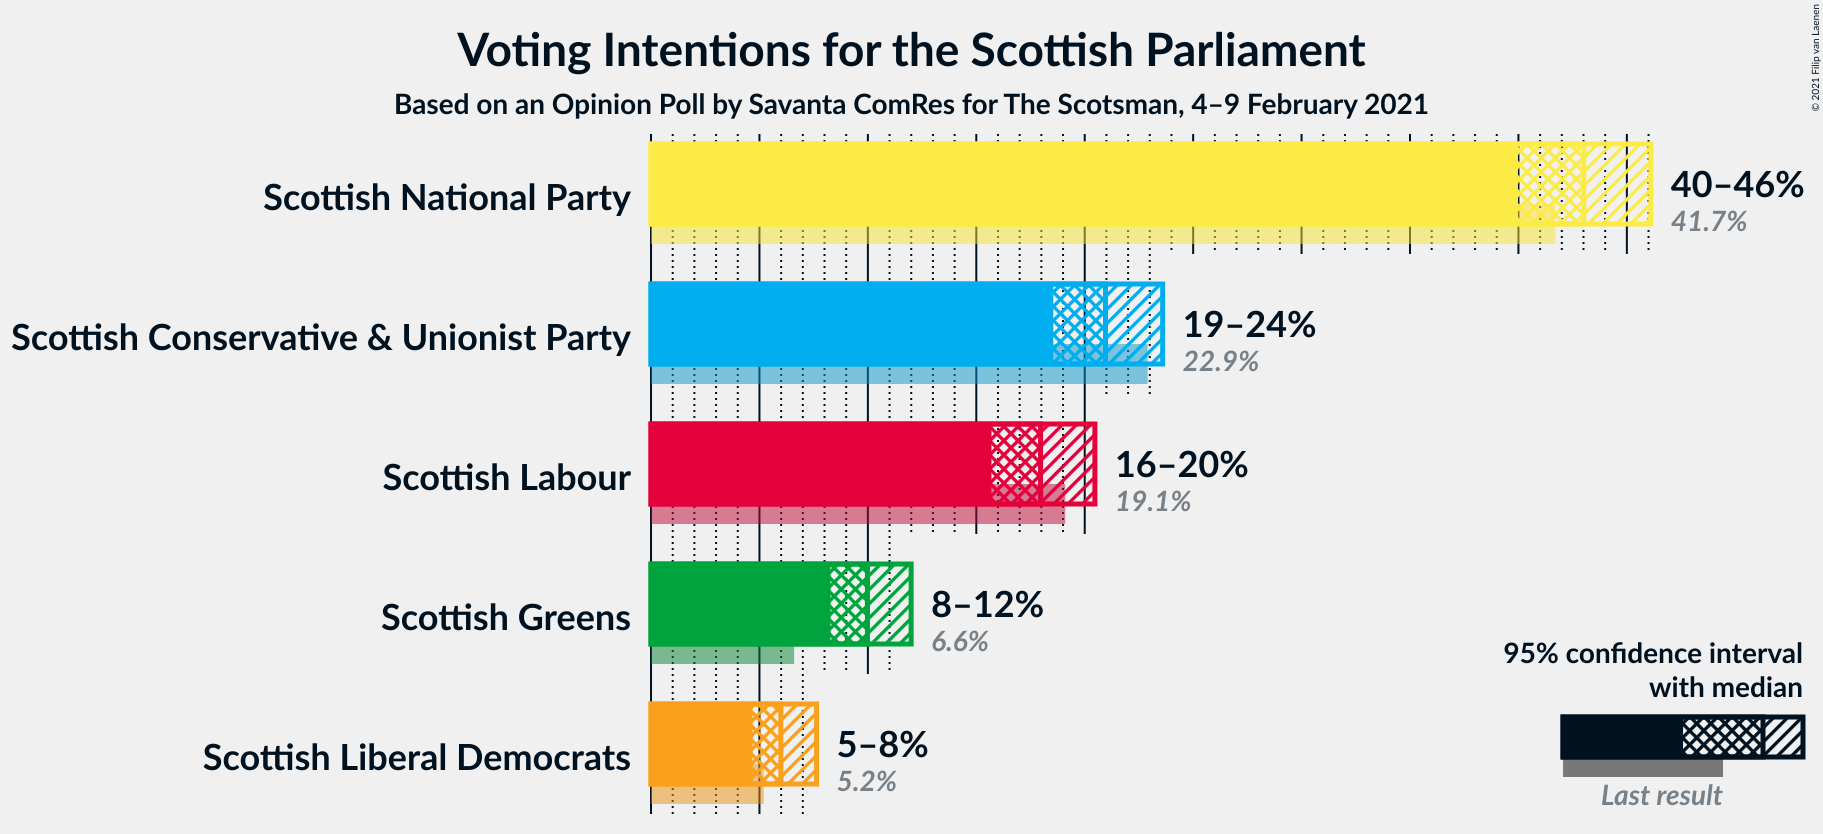 Voting Intentions for the Scottish Parliament
Based on an Opinion Poll by Savanta ComRes for The Scotsman, 4–9 February 2021
© 2021 Filip van Laenen
Scottish National Party
40–46%
41.7%
Scottish Conservative & Unionist Party
19–24%
22.9%
Scottish Labour
16–20%
19.1%
Scottish Greens
8–12%
6.6%
Scottish Liberal Democrats
5–8%
5.2%
95% confidence interval
with median
Last result